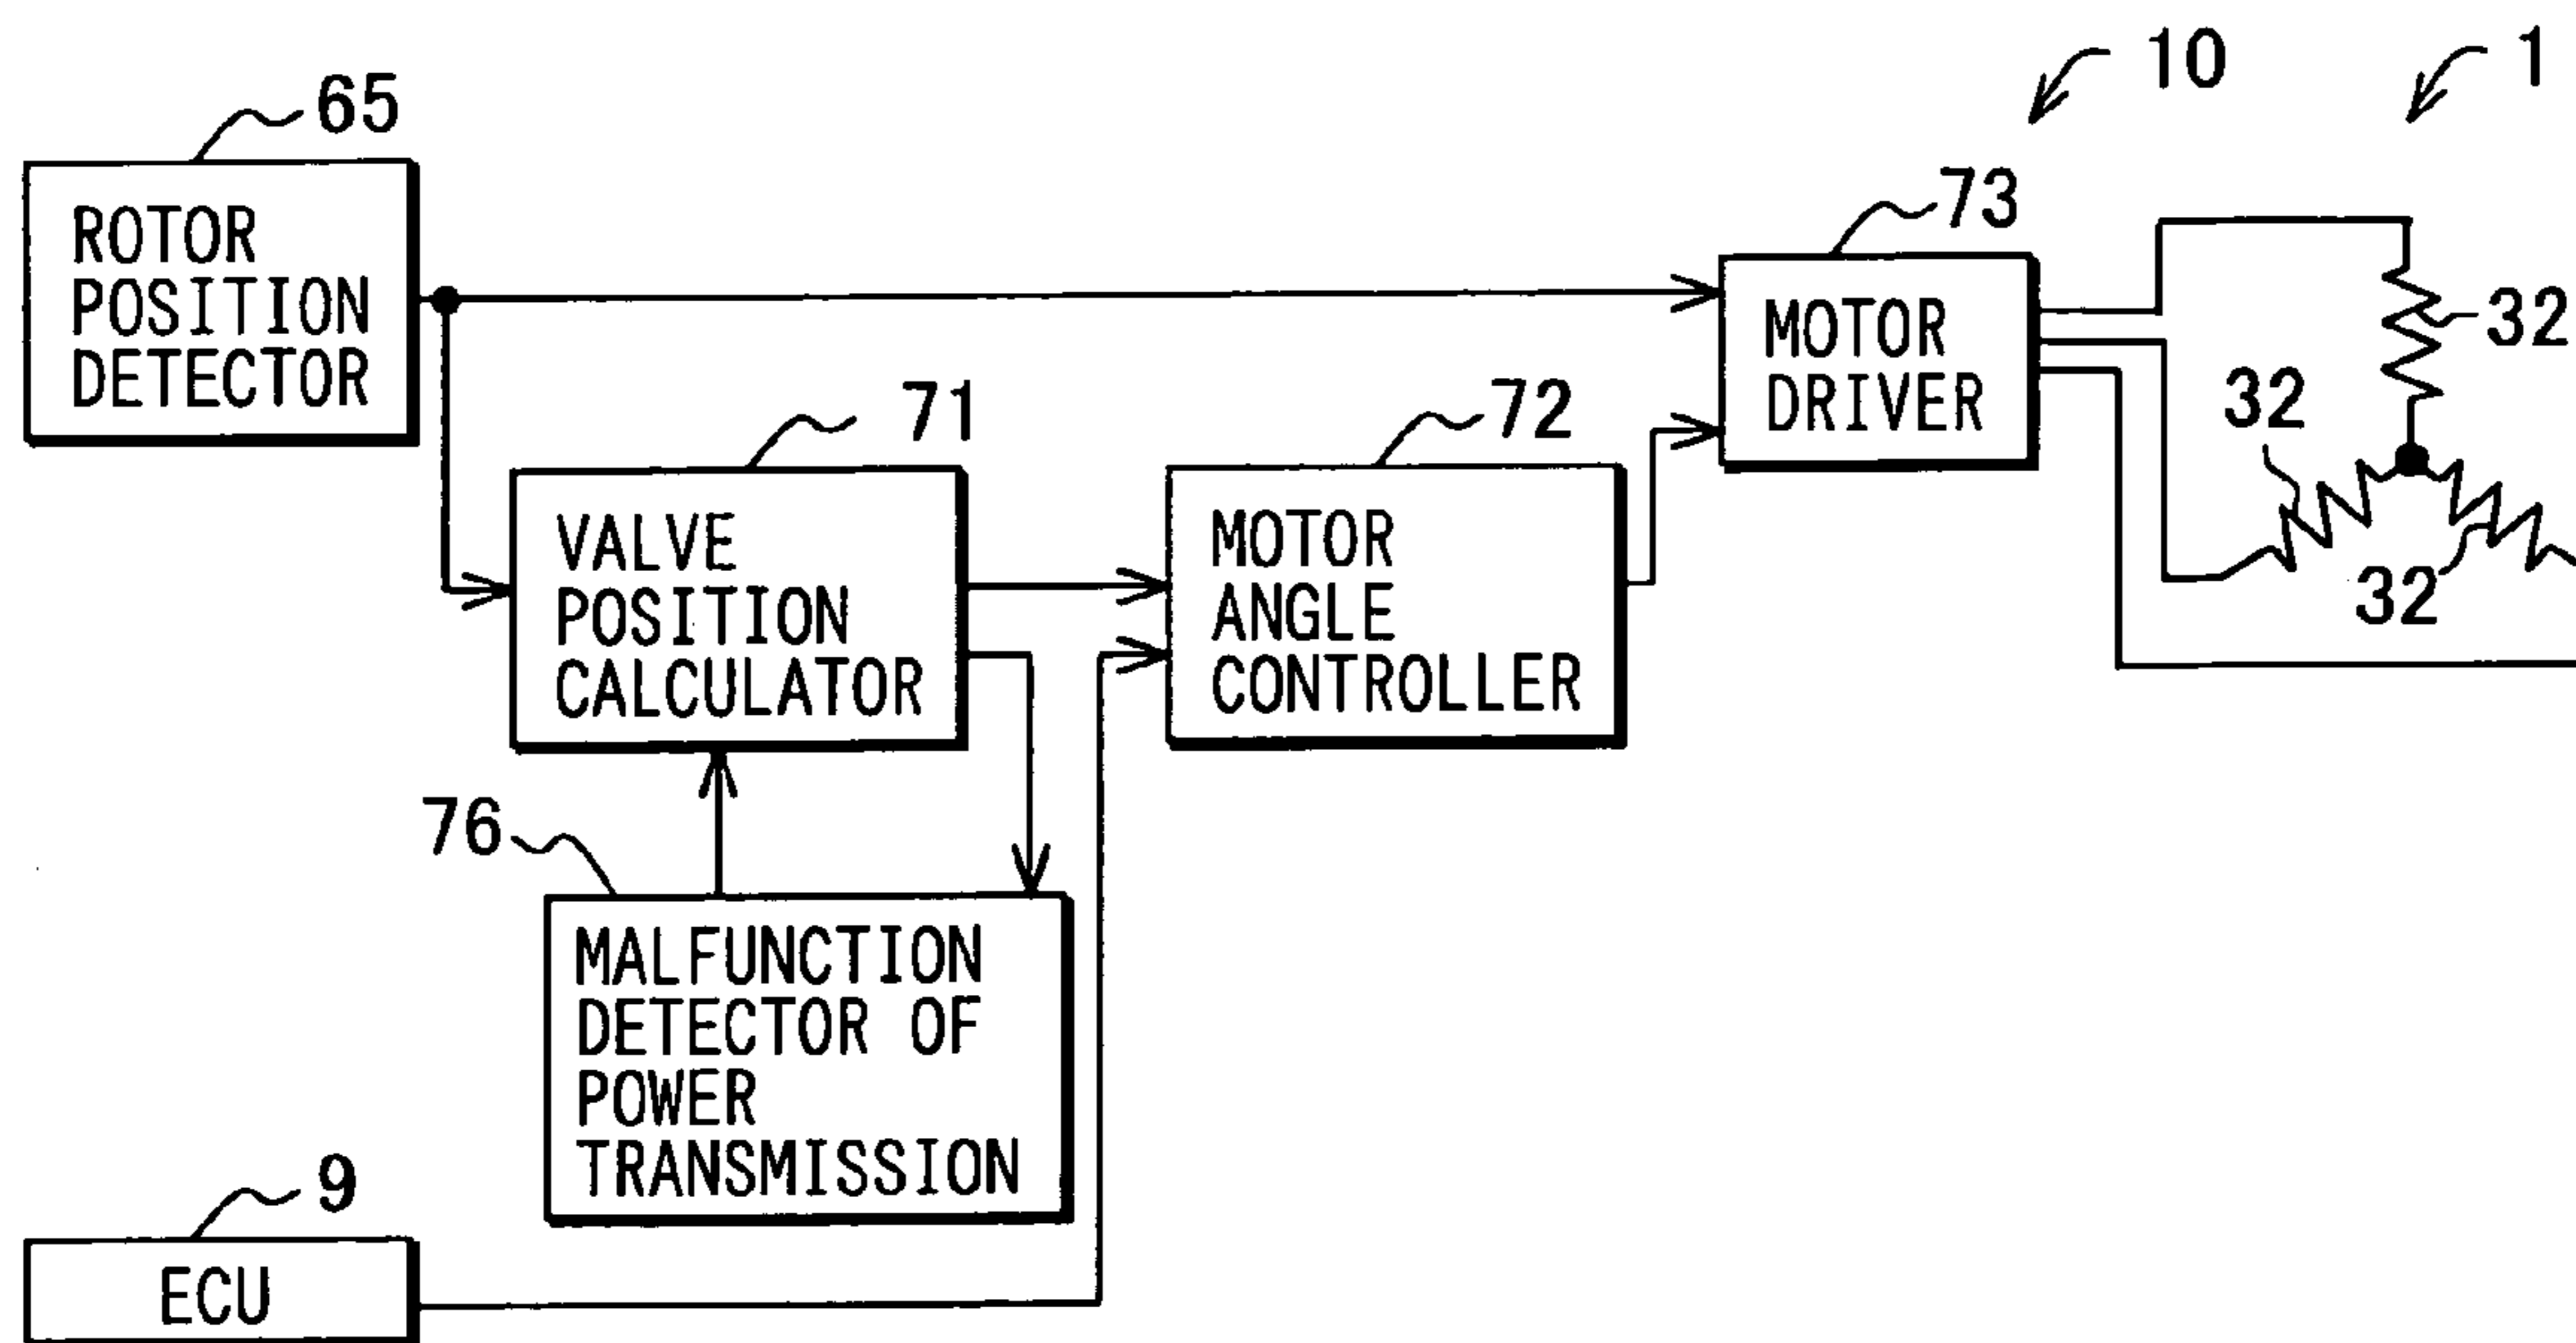 10
1
65
ROTOR
POSITION
DETECTOR
73
MOTOR
DRIVER
32
32
32
71
VALVE
POSITION
CALCULATOR
72
MOTOR
ANGLE
CONTROLLER
76
MALFUNCTION
DETECTOR OF
POWER
TRANSMISSION
9
ECU